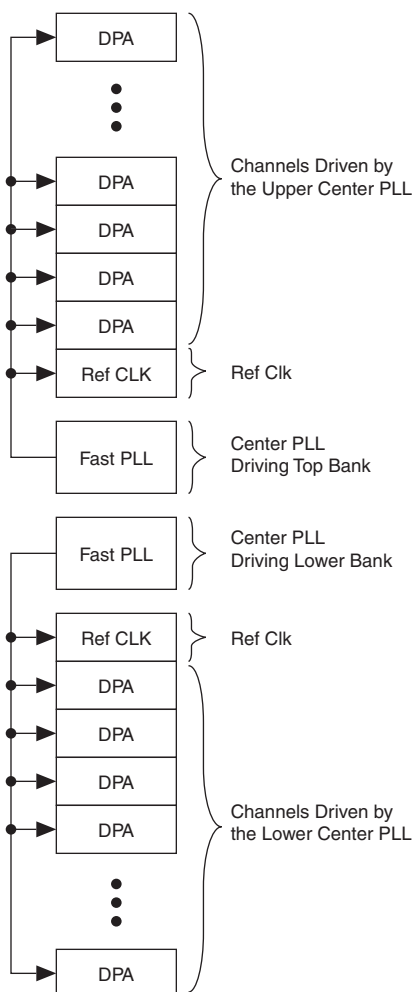 DPA
DPA
DPA
DPA
DPA
Channels Driven by
the Upper Center PLL
Ref CLK
Ref Clk
Fast PLL
Center PLL
Driving Top Bank
Fast PLL
Center PLL
Driving Lower Bank
Ref CLK
Ref Clk
DPA
DPA
DPA
DPA
Channels Driven by
the Lower Center PLL
DPA